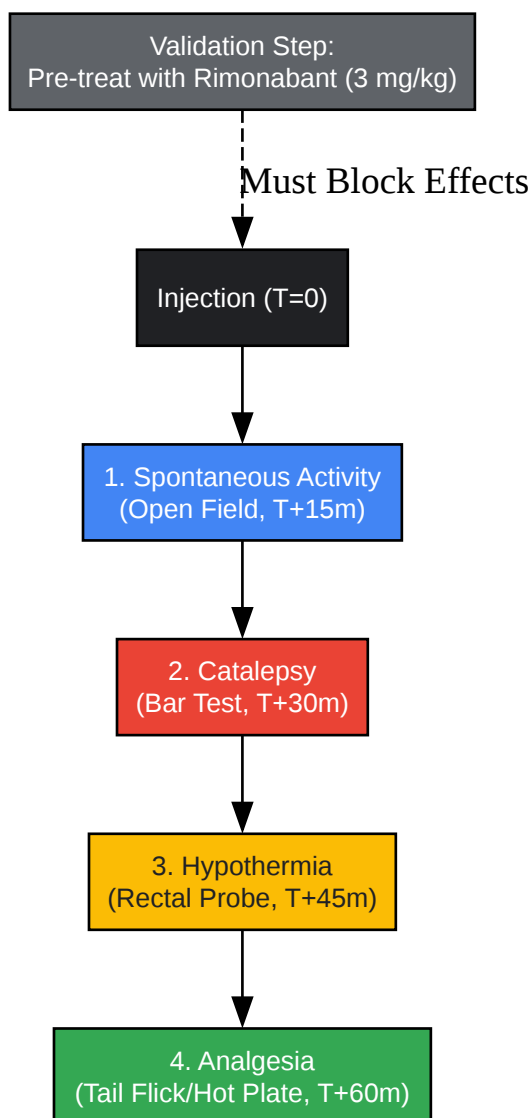 Validation Step:
Pre-treat with Rimonabant (3 mg/kg)
Must Block Effects
Injection (T=0)
1. Spontaneous Activity
(Open Field, T+15m)
2. Catalepsy
(Bar Test, T+30m)
3. Hypothermia
(Rectal Probe, T+45m)
4. Analgesia
(Tail Flick/Hot Plate, T+60m)